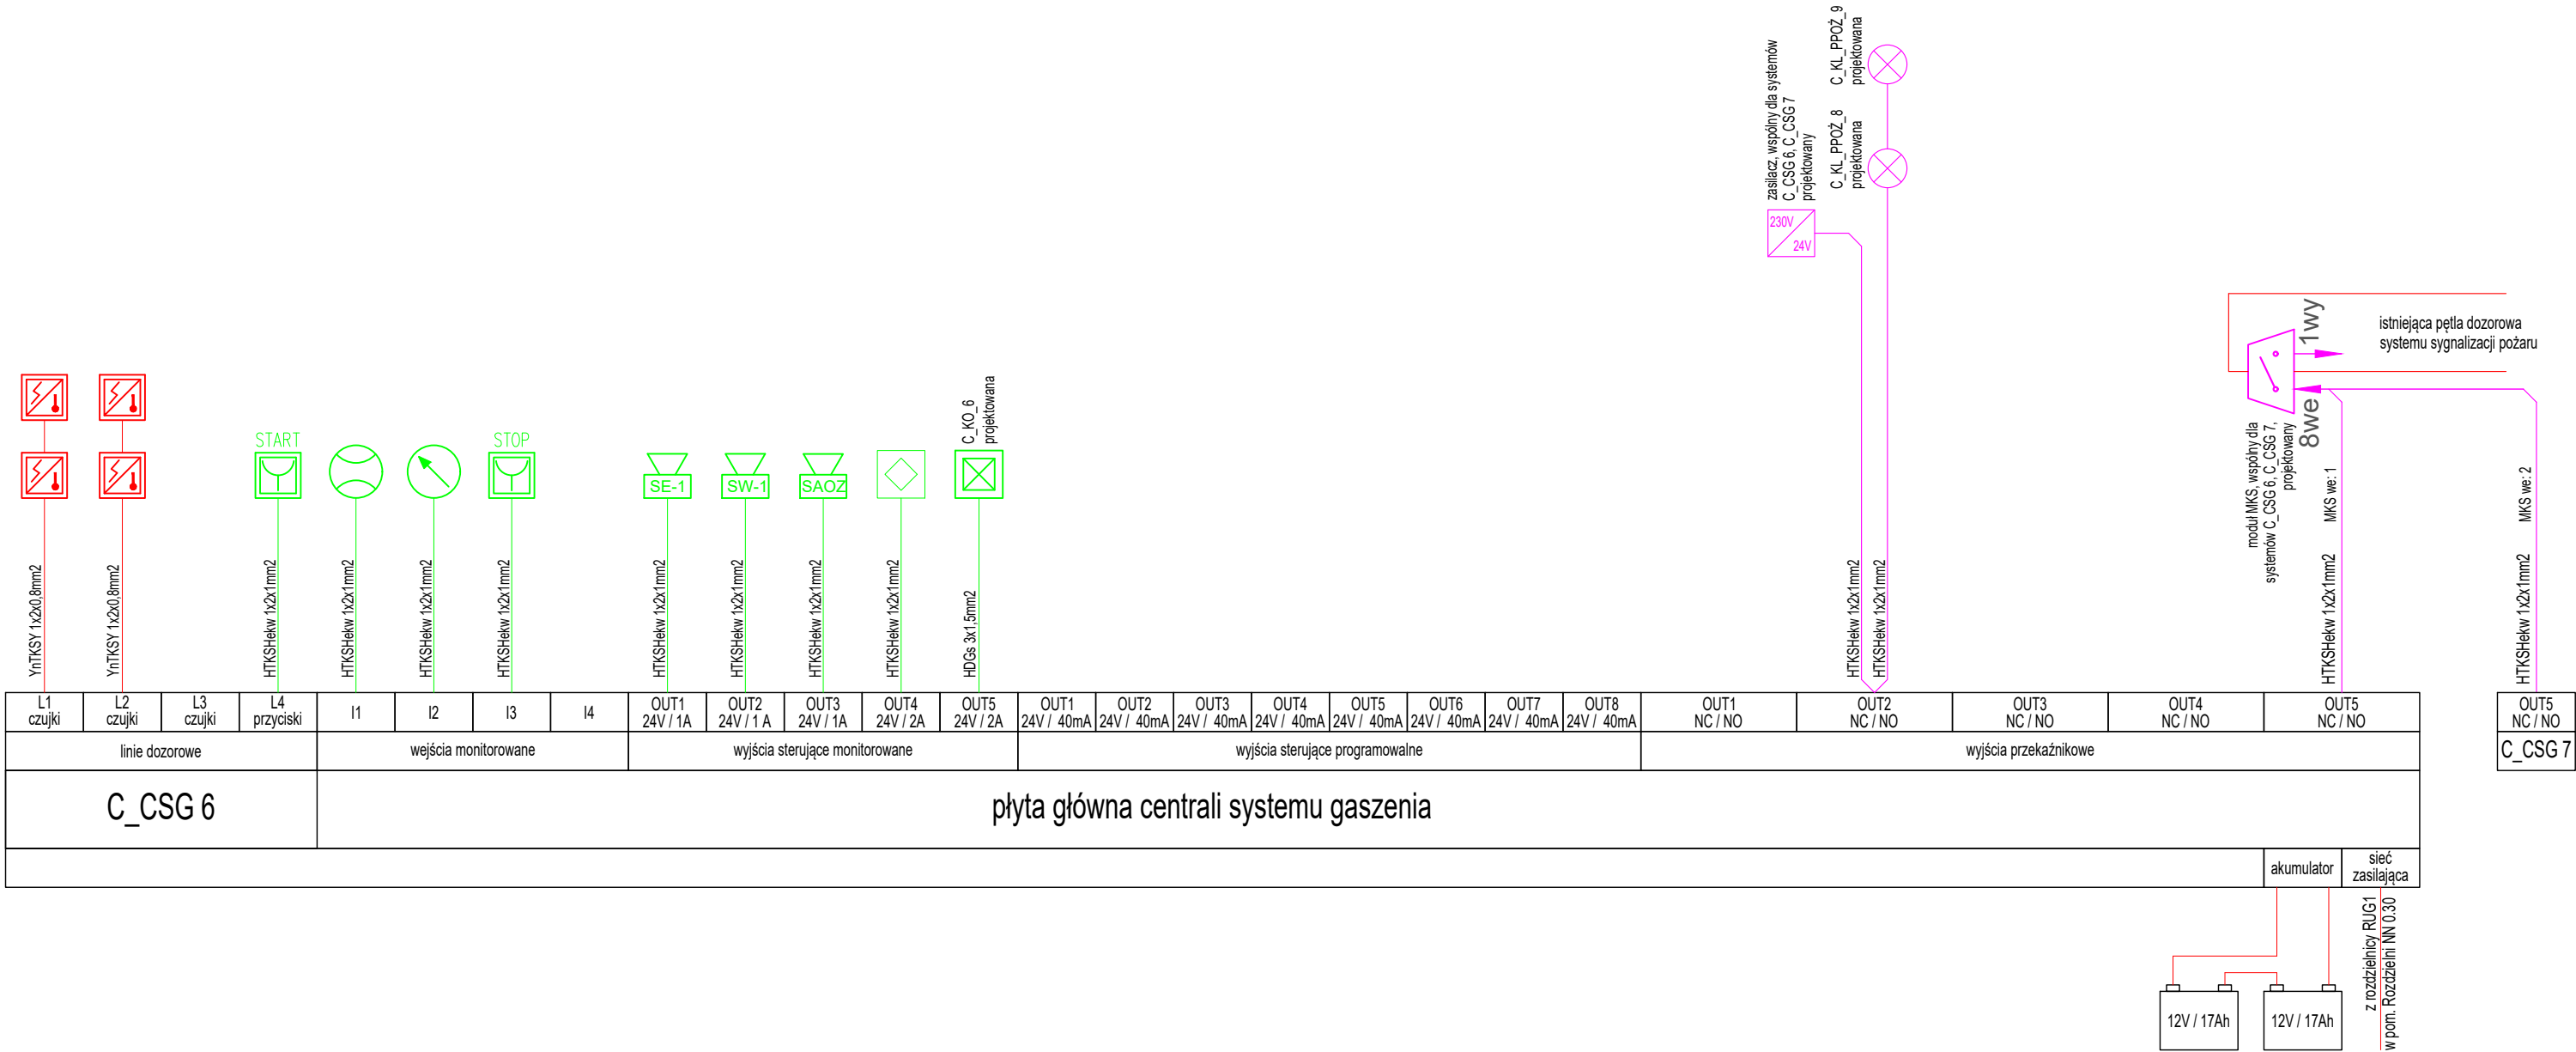 zasilacz, wspólny dla systemów
C_CSG 6, C_CSG 7
projektowany
C_KL_PPOŻ_9
projektowana
C_KL_PPOŻ_8
projektowana
230V
24V
1wy
8we
istniejąca pętla dozorowa
systemu sygnalizacji pożaru
moduł MKS, wspólny dla
systemów C_CSG 6, C_CSG 7,
projektowany
MKS we: 1
MKS we: 2
START
STOP
SE-1
SW-1
SAOZ
C_KO_6
projektowana
YnTKSY 1x2x0,8mm2
YnTKSY 1x2x0,8mm2
HTKSHekw 1x2x1mm2
HTKSHekw 1x2x1mm2
HTKSHekw 1x2x1mm2
HTKSHekw 1x2x1mm2
HTKSHekw 1x2x1mm2
HTKSHekw 1x2x1mm2
HTKSHekw 1x2x1mm2
HTKSHekw 1x2x1mm2
HDGs 3x1,5mm2
HTKSHekw 1x2x1mm2
HTKSHekw 1x2x1mm2
HTKSHekw 1x2x1mm2
HTKSHekw 1x2x1mm2
L1
czujki
L2
czujki
L3
czujki
L4
przyciski
I1
I2
I3
I4
OUT1
24V / 1A
OUT2
24V / 1 A
OUT3
24V / 1A
OUT4
24V / 2A
OUT5
24V / 2A
OUT1
24V / 40mA
OUT2
24V / 40mA
OUT3
24V / 40mA
OUT4
24V / 40mA
OUT5
24V / 40mA
OUT6
24V / 40mA
OUT7
24V / 40mA
OUT8
24V / 40mA
OUT1
NC / NO
OUT2
NC / NO
OUT3
NC / NO
OUT4
NC / NO
OUT5
NC / NO
OUT5
NC / NO
linie dozorowe
wejścia monitorowane
wyjścia sterujące monitorowane
wyjścia sterujące programowalne
wyjścia przekaźnikowe
C_CSG 7
C_CSG 6
płyta główna centrali systemu gaszenia
akumulator
sieć
zasilająca
z rozdzielnicy RUG1
w pom. Rozdzielni NN 0.30
12V / 17Ah
12V / 17Ah